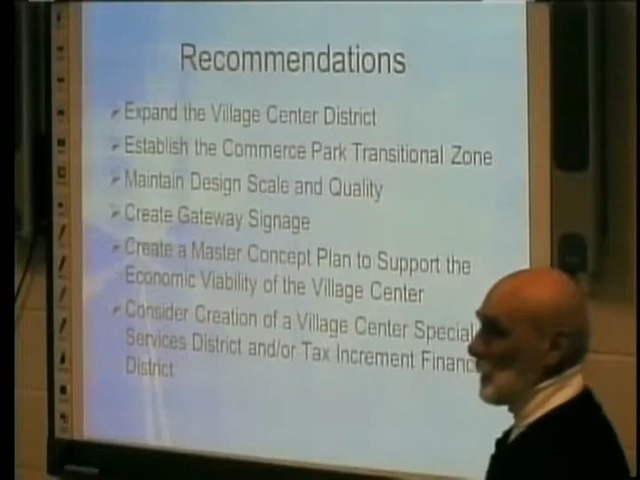 Recommendations
Expand the Village Center District
Establish the Commerce Park Transitional Zone
Maintain Design Scale and Quality
Create Gateway Signage
Create a Master Concept Plan to Support the
Economic Viability of the Village Center
Consider Creation of a Village Center Special
Services District and/or Tax Increment Financ
District